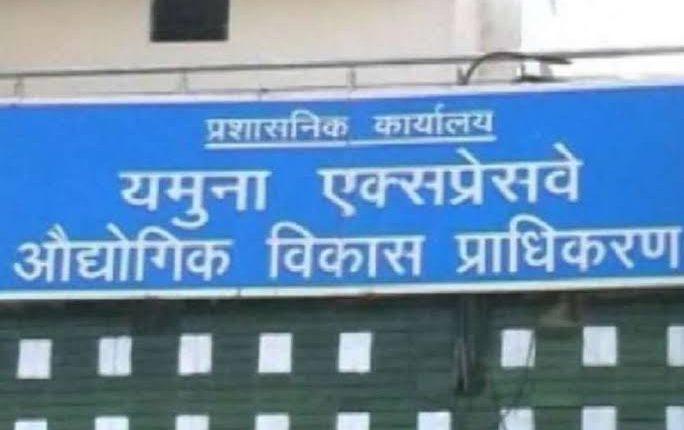 प्रशासनिक कार्यालय
यमुना एक्सप्रेसवे
औद्योगिक विकास प्राधिकरण